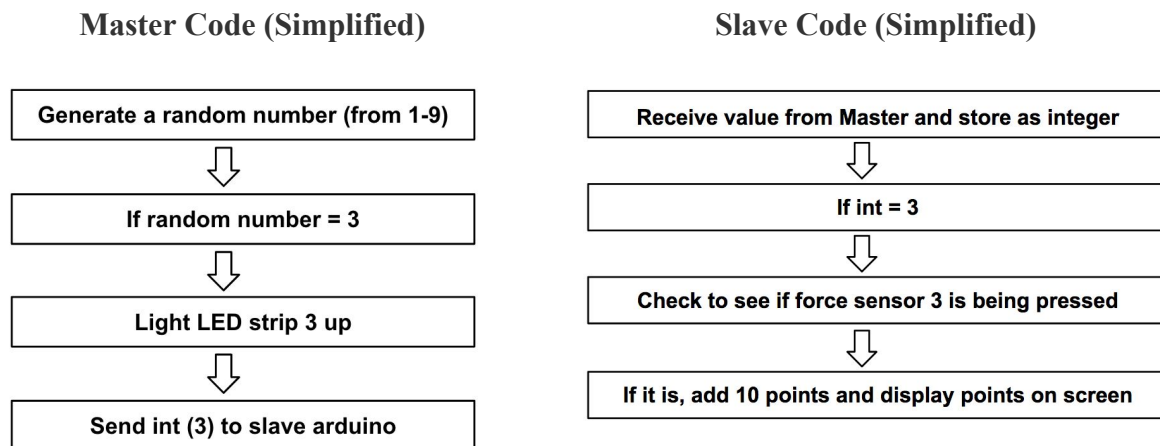 Master Code (Simplified)
Generate a random number (from 1-9)
If random number = 3
Light LED strip 3 up
Send int (3) to slave arduino
Slave Code (Simplified)
Receive value from Master and store as integer
If int = 3
Check to see if force sensor 3 is being pressed
If it is, add 10 points and display points on screen